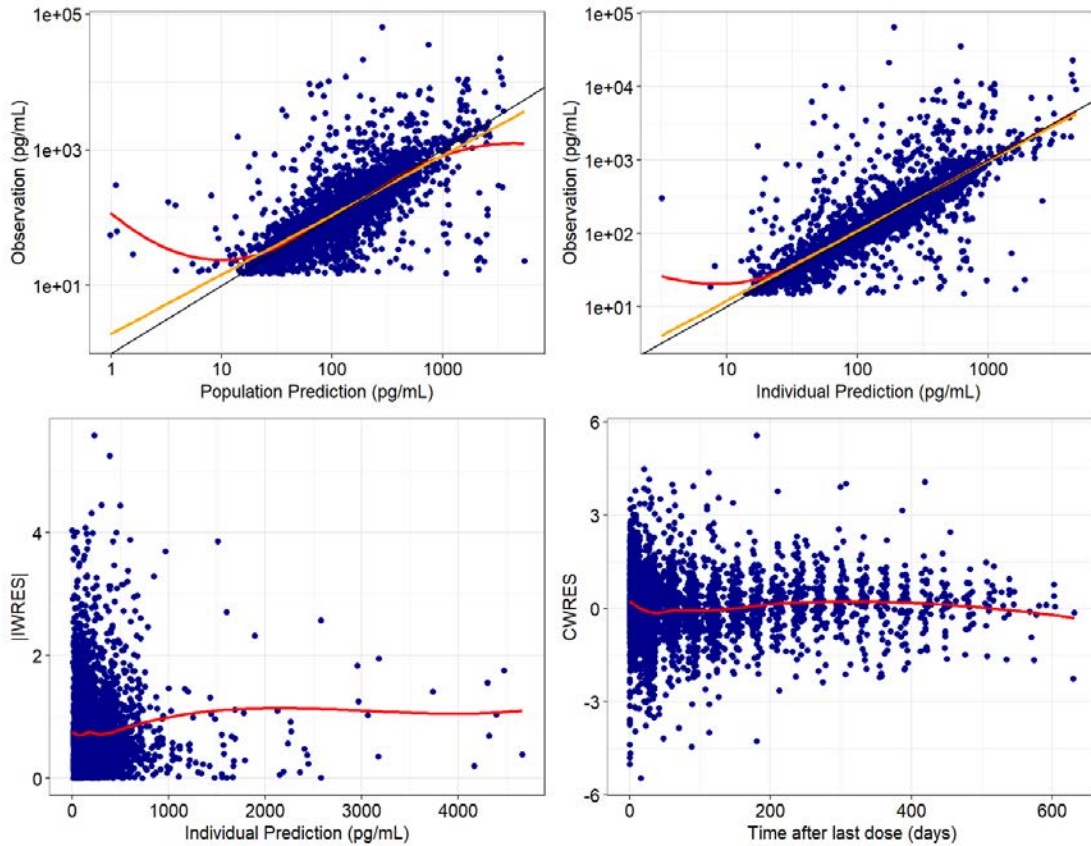 1e+05
1e+03
1e+01
Observation (pg/mL)
1
10
100
1000
Population Prediction (pg/mL)
1e+05
1e+04
1e+03
1e+02
1e+01
Observation (pg/mL)
10
100
1000
Individual Prediction (pg/mL)
4
2
0
|IWRES|
0
1000
2000
3000
4000
Individual Prediction (pg/mL)
6
3
0
-3
-6
CWRES
0
200
400
600
Time after last dose (days)